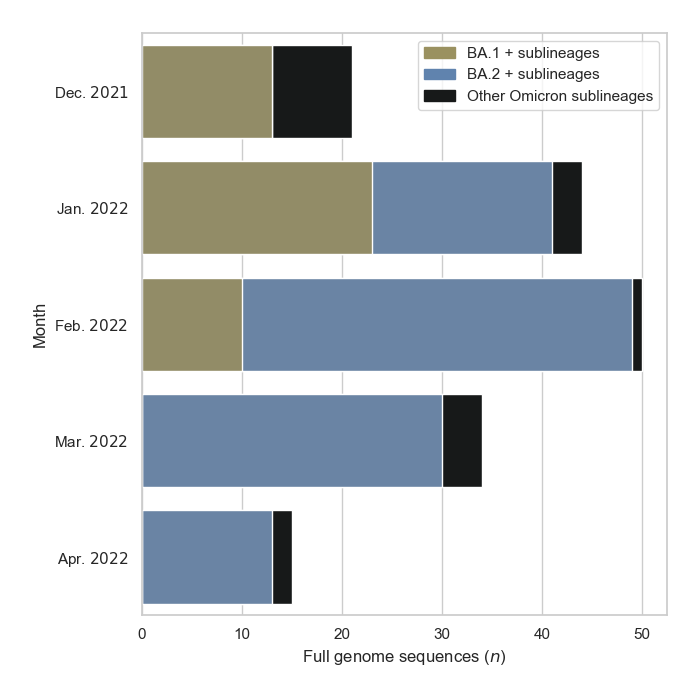 BA.1 + sublineages
BA.2 + sublineages
Other Omicron sublineages
Month
Dec. 2021
Jan. 2022
Feb. 2022
Mar. 2022
Apr. 2022
0 10 20 30 40 50
Full genome sequences (n)